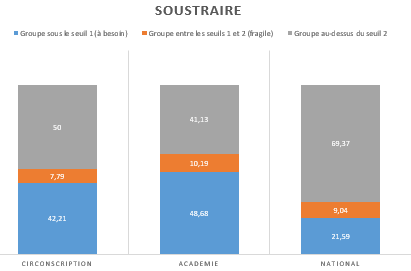 SOUSTRAIRE
Groupe sous le seuil 1 (à besoin) Groupe entre les seuils 1 et 2 (fragile) Groupe au-dessus du seuil 2
50 41,13 69,37
7,79 10,19 9,04
42,21 48,68 21,59
CIRCONSCRIPTION ACADEMIE NATIONAL